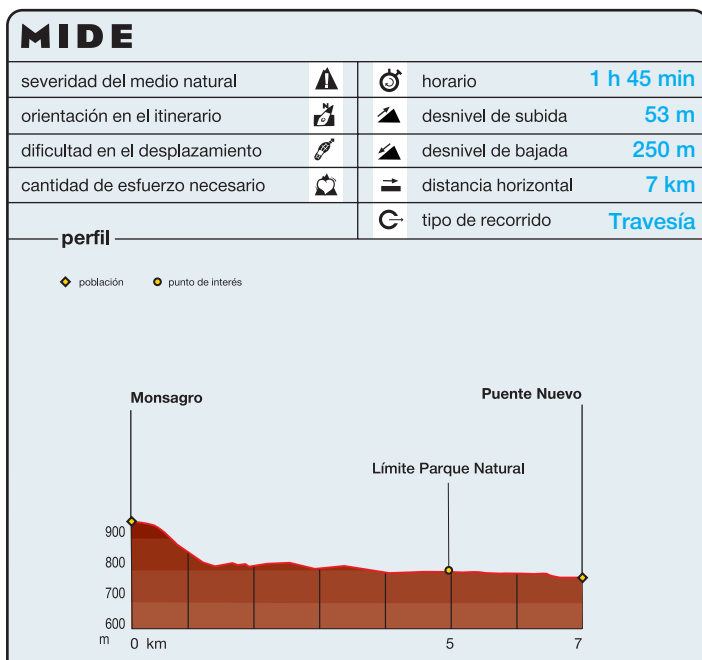 MIDE
severidad del medio natural
horario 1 h 45 min
orientación en el itinerario
N
desnivel de subida 53 m
dificultad en el desplazamiento
desnivel de bajada 250 m
cantidad de esfuerzo necesario
distancia horizontal 7 km
tipo de recorrido Travesía
perfil
población punto de interés
Monsagro
Puente Nuevo
Límite Parque Natural
900
800
700
600
m 0 km 5 7